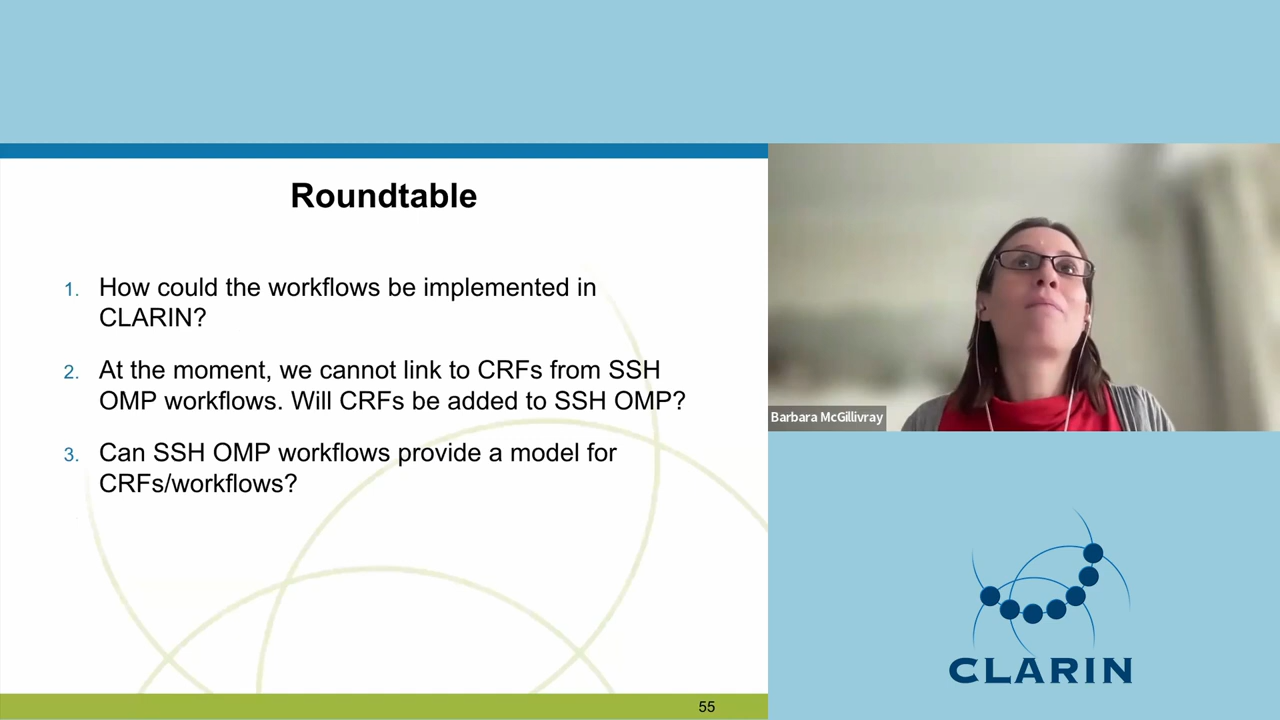 Roundtable
1. How could the workflows be implemented in
CLARIN?
2. At the moment, we cannot link to CRFs from SSH
OMP workflows. Will CRFs be added to SSH OMP?
3. Can SSH OMP workflows provide a model for
CRFs/workflows?
55
Barbara McGillivray
CLARIN